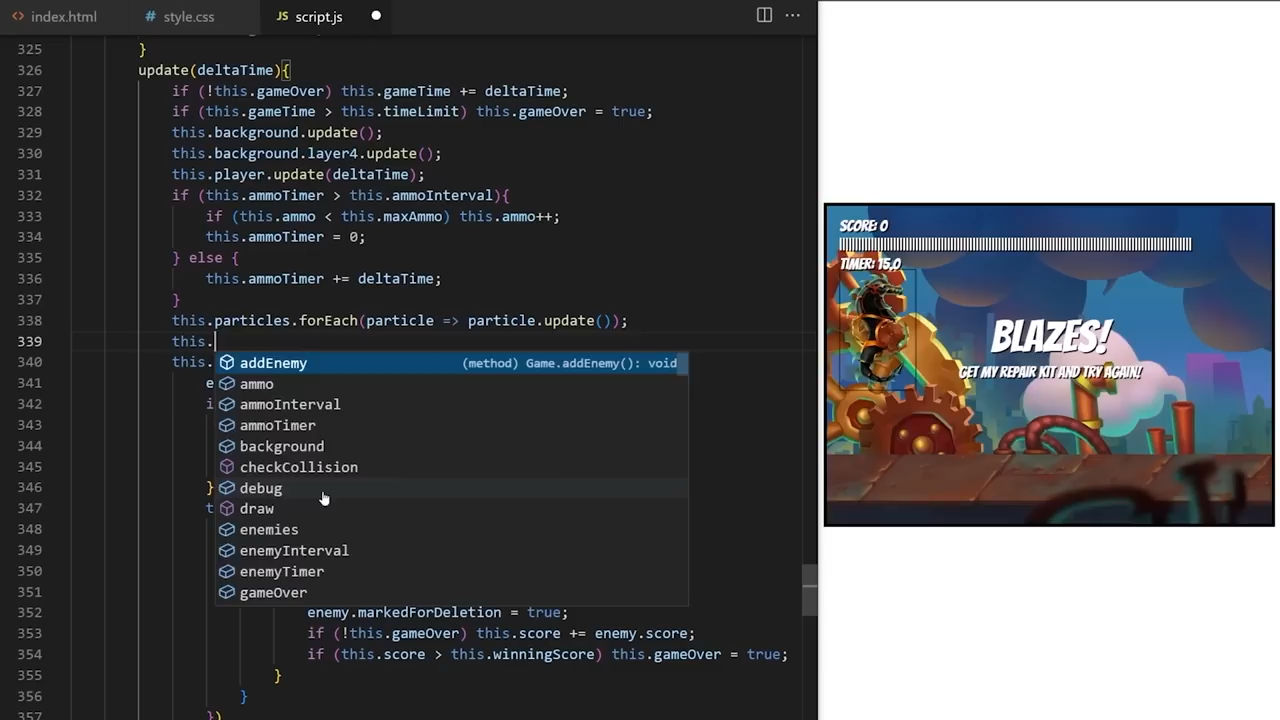 index.html
style.css
JS script.js
325 }
326 update(deltaTime){
327 if (!this.gameOver) this.gameTime += deltaTime;
328 if (this.gameTime > this.timeLimit) this.gameOver = true;
329 this.background.update();
330 this.background.layer4.update();
331 this.player.update(deltaTime);
332 if (this.ammoTimer > this.ammoInterval){
333 if (this.ammo < this.maxAmmo) this.ammo++;
334 this.ammoTimer = 0;
335 } else {
336 this.ammoTimer += deltaTime;
337 }
338 this.particles.forEach(particle => particle.update());
339 this.
340 this.
addEnemy (method) Game.addEnemy(): void
341 e
ammo
342 i
ammoInterval
343
ammoTimer
344
background
345
checkCollision
346 }
debug
347 t
draw
348
enemies
349
enemyInterval
350
enemyTimer
351
gameOver
352 enemy.markedForDeletion = true;
353 if (!this.gameOver) this.score += enemy.score;
354 if (this.score > this.winningScore) this.gameOver = true;
355 }
356 }
357 })
SCORE: 0
TIMER: 15.0
BLAZES!
GET MY REPAIR KIT AND TRY AGAIN!